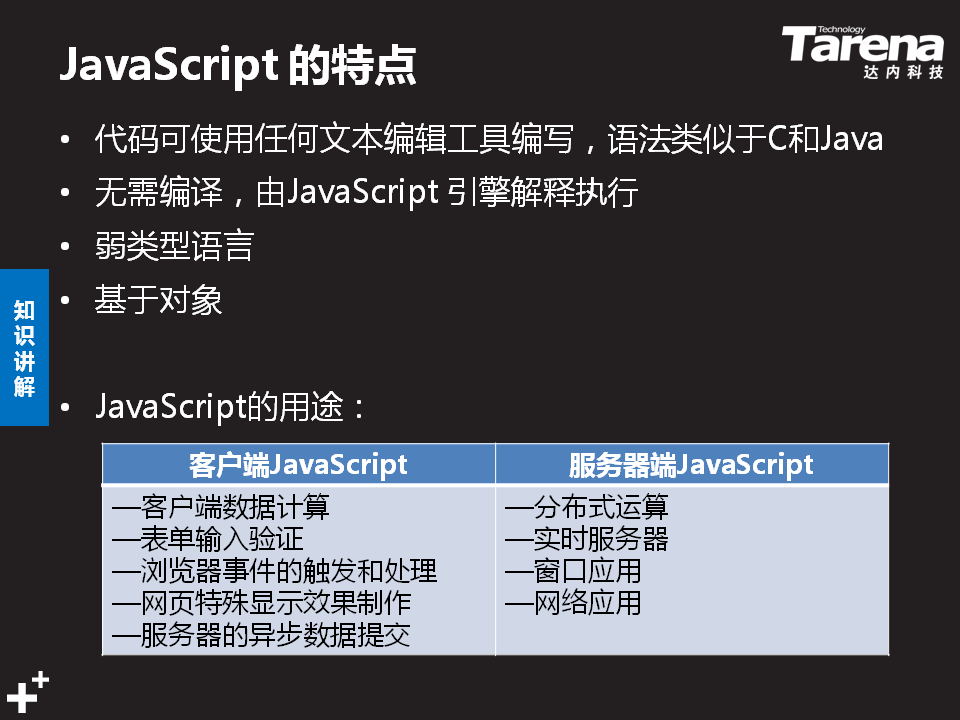 JavaScript 的特点
Technology
Tarena
达内科技
• 代码可使用任何文本编辑工具编写，语法类似于C和Java
• 无需编译，由JavaScript 引擎解释执行
• 弱类型语言
• 基于对象
知识讲解
• JavaScript的用途：
客户端JavaScript
服务器端JavaScript
—客户端数据计算
—表单输入验证
—浏览器事件的触发和处理
—网页特殊显示效果制作
—服务器的异步数据提交
—分布式运算
—实时服务器
—窗口应用
—网络应用